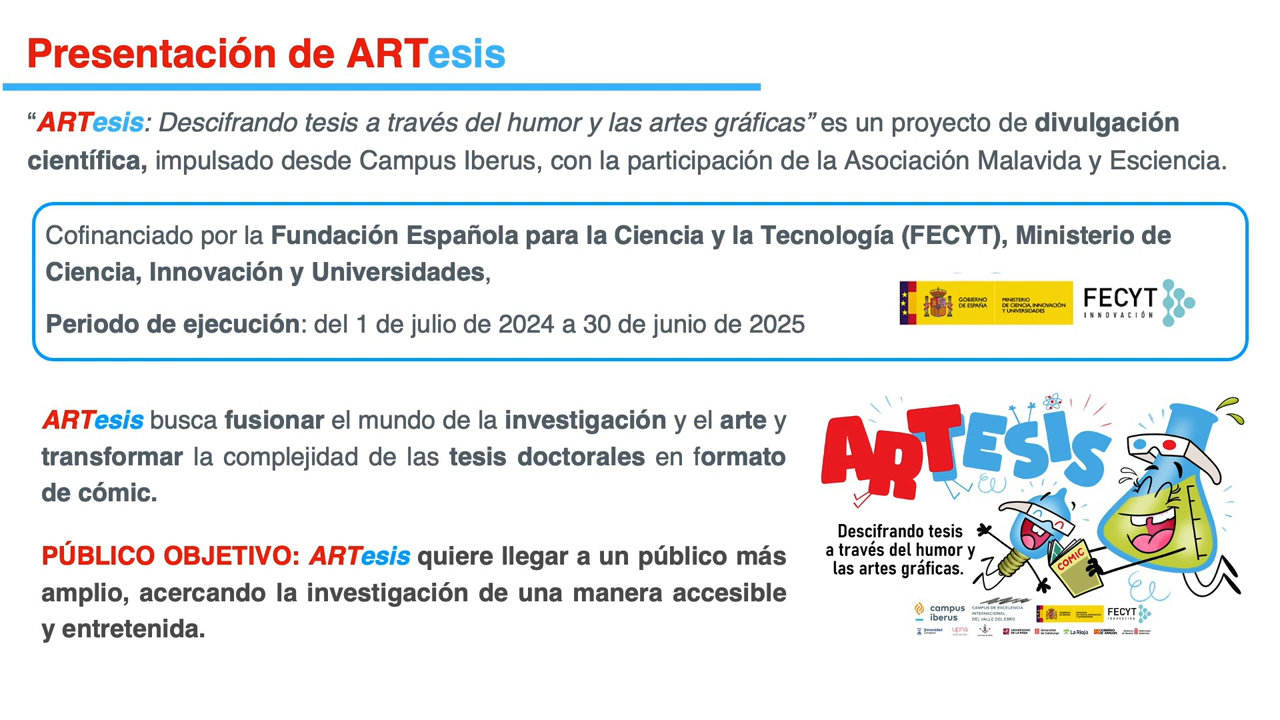 Presentación de ARTesis
“ARTesis: Descifrando tesis a través del humor y las artes gráficas” es un proyecto de divulgación
científica, impulsado desde Campus Iberus, con la participación de la Asociación Malavida y Esciencia.
Cofinanciado por la Fundación Española para la Ciencia y la Tecnología (FECYT), Ministerio de
Ciencia, Innovación y Universidades,
Periodo de ejecución: del 1 de julio de 2024 a 30 de junio de 2025
GOBIERNO
DE ESPAÑA
MINISTERIO
DE CIENCIA, INNOVACIÓN
Y UNIVERSIDADES
FECYT
INNOVACIÓN
ARTesis busca fusionar el mundo de la investigación y el arte y
transformar la complejidad de las tesis doctorales en formato
de cómic.
PÚBLICO OBJETIVO: ARTesis quiere llegar a un público más
amplio, acercando la investigación de una manera accesible
y entretenida.
ARTESIS
Descifrando tesis
a través del humor y
las artes gráficas.
COMIC
campus
iberus
CAMPUS DE EXCELENCIA
INTERNACIONAL
DEL VALLE DEL EBRO
FECYT
INNOVACIÓN
upna
La Rioja